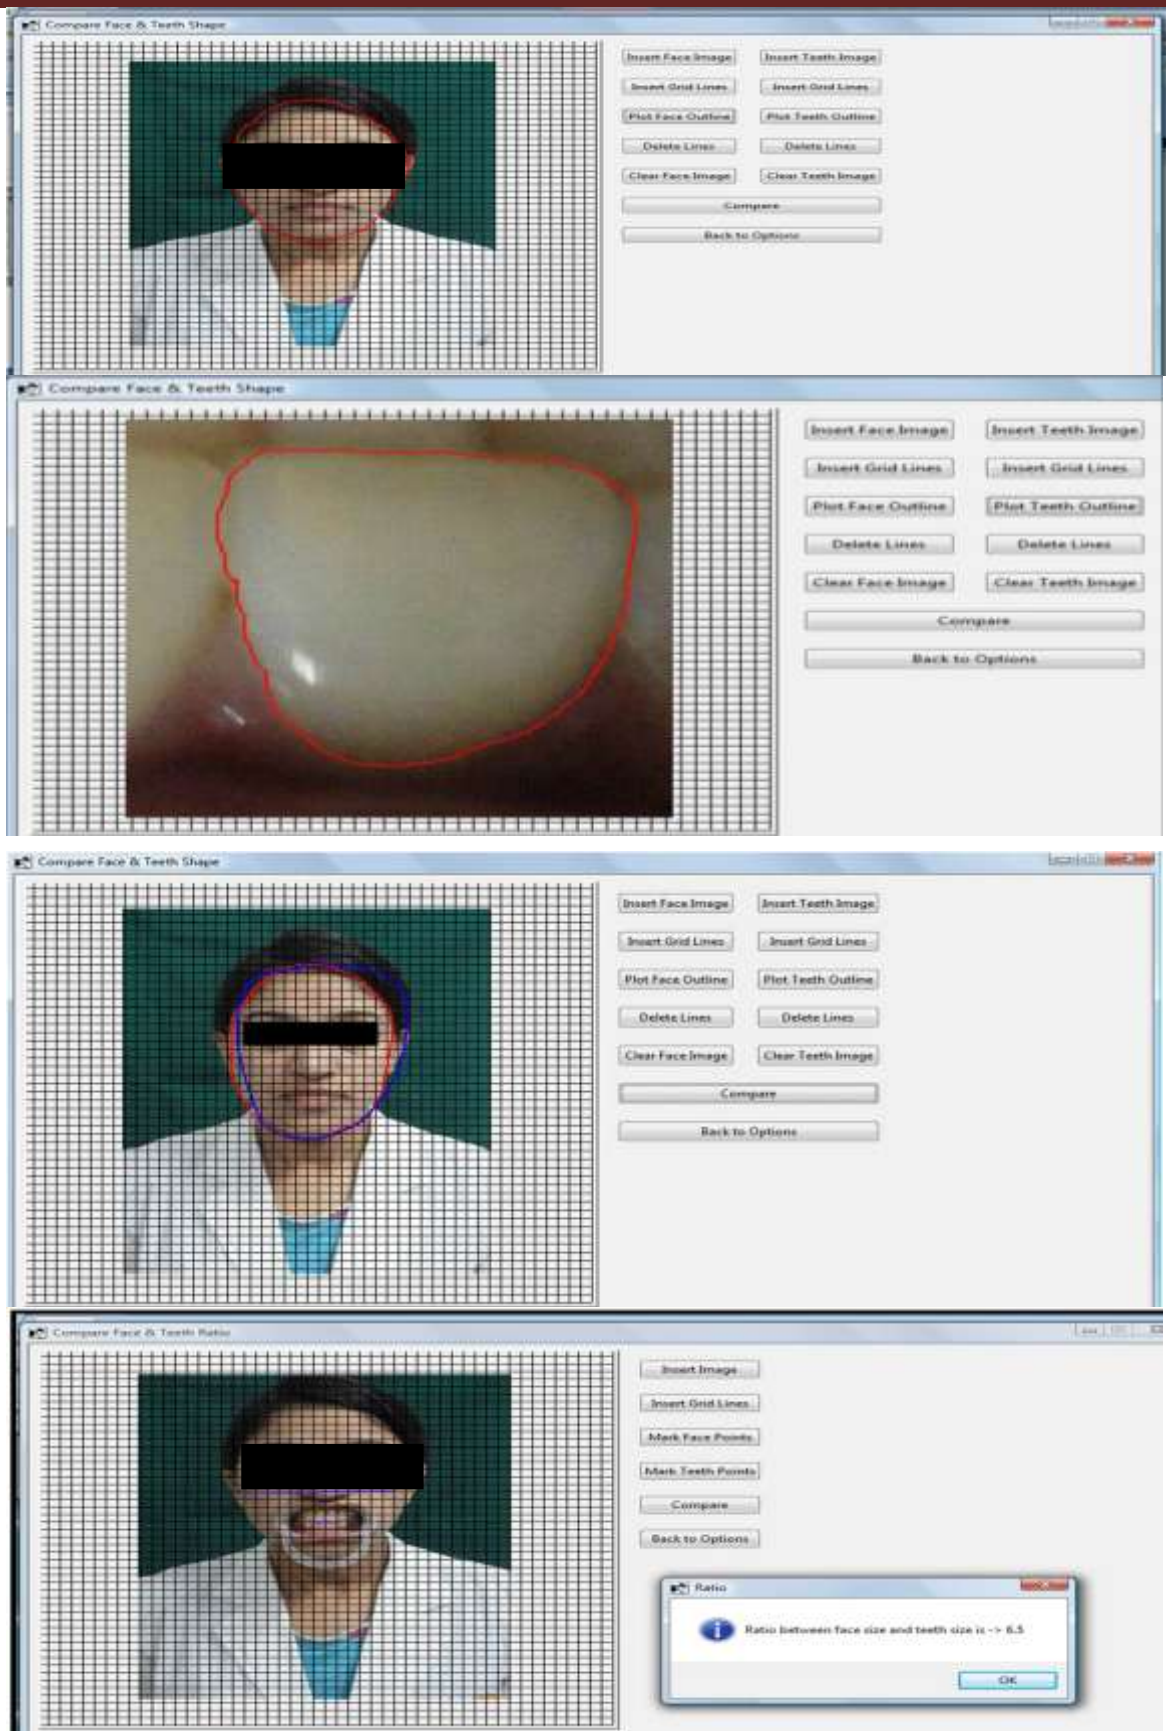 Compare Face & Teeth Shape
Insert Face Image Insert Teeth Image
Insert Grid Lines Insert Grid Lines
Plot Face Outline Plot Teeth Outline
Delete Lines Delete Lines
Clear Face Image Clear Teeth Image
Compare
Back to Options
Compare Face & Teeth Shape
Insert Face Image Insert Teeth Image
Insert Grid Lines Insert Grid Lines
Plot Face Outline Plot Teeth Outline
Delete Lines Delete Lines
Clear Face Image Clear Teeth Image
Compare
Back to Options
Compare Face & Teeth Shape
Insert Face Image Insert Teeth Image
Insert Grid Lines Insert Grid Lines
Plot Face Outline Plot Teeth Outline
Delete Lines Delete Lines
Clear Face Image Clear Teeth Image
Compare
Back to Options
Compare Face & Teeth Ratio
Insert Image
Insert Grid Lines
Mark Face Points
Mark Teeth Points
Compare
Back to Options
Ratio
Ratio between face size and teeth size is -> 6.5
OK